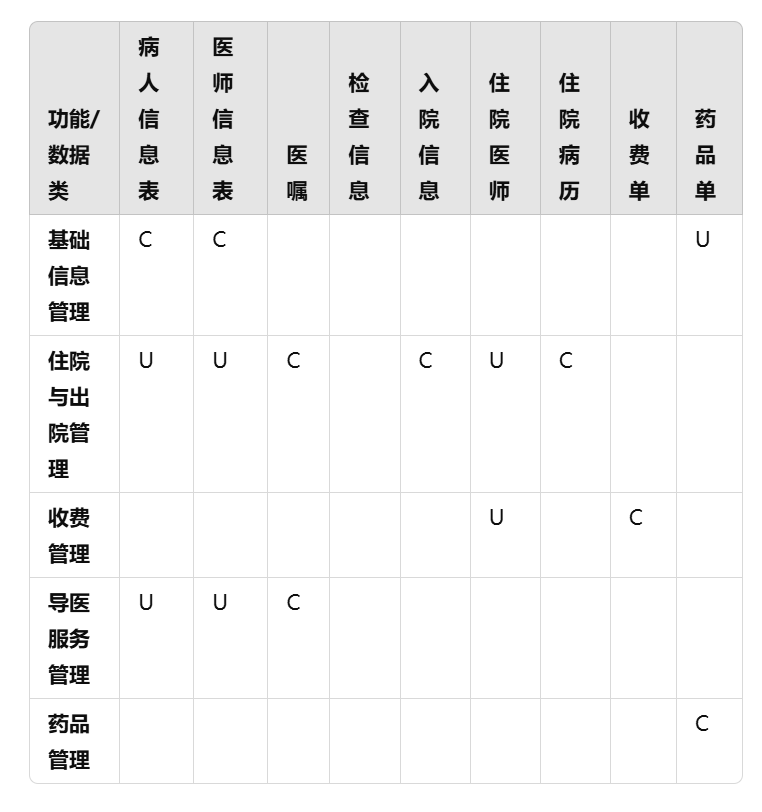 功能/数据类 病人信息表 医师信息表 医嘱 检查信息 入院信息 住院医师 住院病历 收费单 药品单
基础信息管理 C C U
住院与出院管理 U U C C U C
收费管理 U C
导医服务管理 U U C
药品管理 C